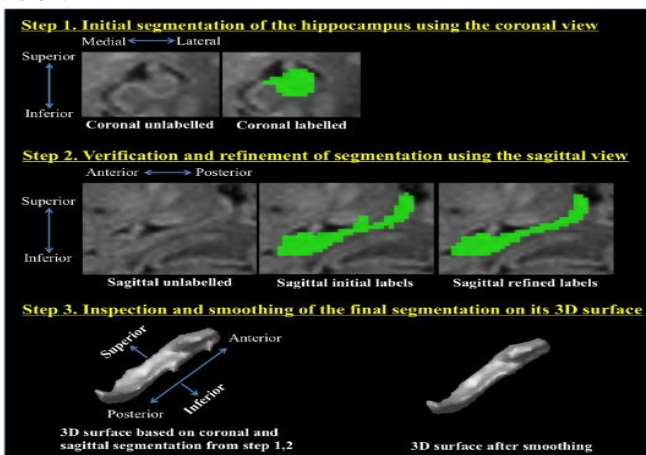 Step 1. Initial segmentation of the hippocampus using the coronal view
Medial Lateral
Superior
Inferior
Coronal unlabelled Coronal labelled
Step 2. Verification and refinement of segmentation using the sagittal view
Anterior Posterior
Superior
Inferior
Sagittal unlabelled Sagittal initial labels Sagittal refined labels
Step 3. Inspection and smoothing of the final segmentation on its 3D surface
Superior Anterior
Posterior Inferior
3D surface based on coronal and
sagittal segmentation from step 1,2
3D surface after smoothing